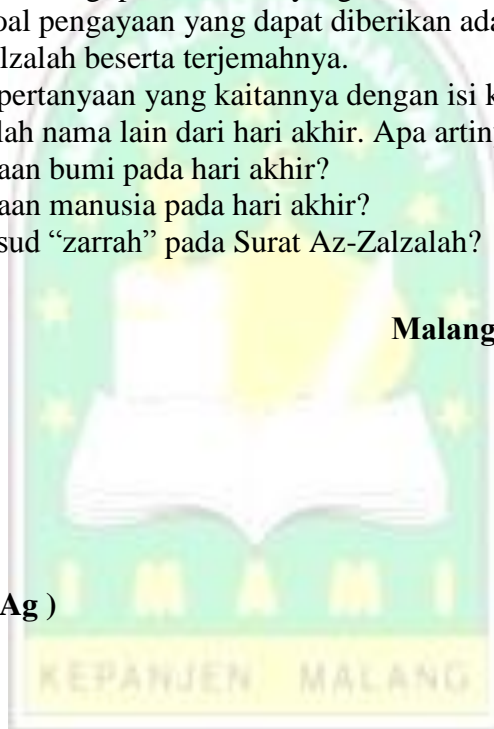 oal pengayaan yang dapat diberikan ada
lzalah beserta terjemahnya.
pertanyaan yang kaitannya dengan isi k
lah nama lain dari hari akhir. Apa artin
aan bumi pada hari akhir?
aan manusia pada hari akhir?
sud “zarrah” pada Surat Az-Zalzalah?
Malang
Ag )
I M A M I
KEPANJEN MALANG